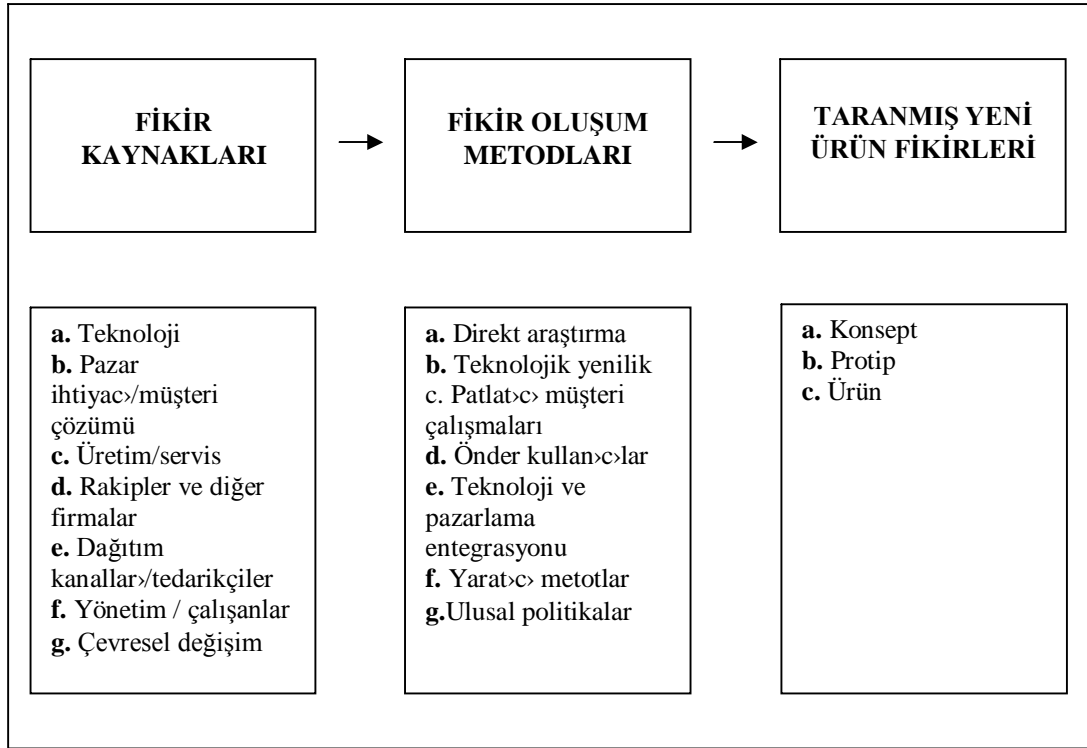 FİKİR
KAYNAKLARI
FİKİR OLUŞUM
METODLARI
TARANMIŞ YENİ
ÜRÜN FİKİRLERİ
a. Teknoloji
b. Pazar
ihtiyac›/müşteri
çözümü
c. Üretim/servis
d. Rakipler ve diğer
firmalar
e. Dağıtım
kanallar›/tedarikçiler
f. Yönetim / çalışanlar
g. Çevresel değişim
a. Direkt araştırma
b. Teknolojik yenilik
c. Patlat›c› müşteri
çalışmaları
d. Önder kullan›c›lar
e. Teknoloji ve
pazarlama
entegrasyonu
f. Yarat›c› metotlar
g.Ulusal politikalar
a. Konsept
b. Protip
c. Ürün